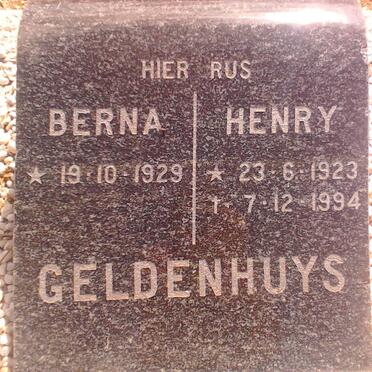 HIER RUS
BERNA HENRY
★ 19·10·1929 ★ 23·6·1923
†·7·12·1994
GELDENHUYS